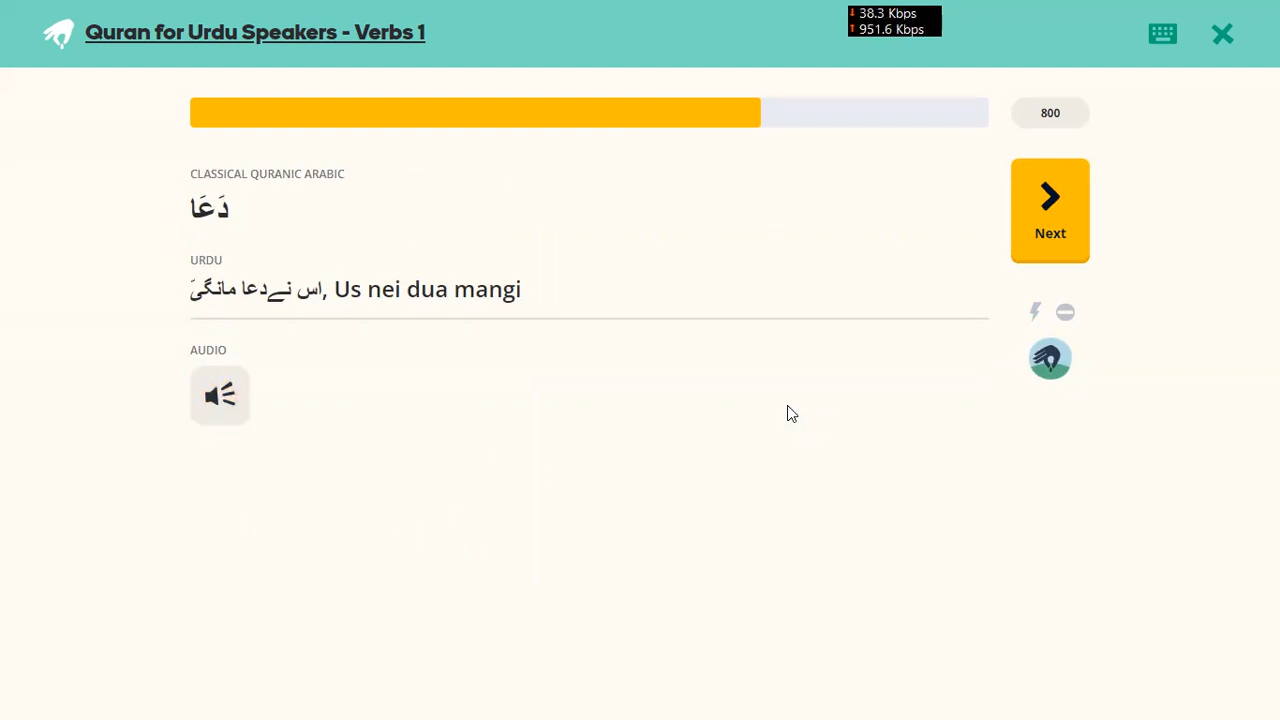 Quran for Urdu Speakers - Verbs 1
38.3 Kbps
951.6 Kbps
800
CLASSICAL QURANIC ARABIC
دَعَا
Next
URDU
اس نےدعا مانگیّ, Us nei dua mangi
AUDIO